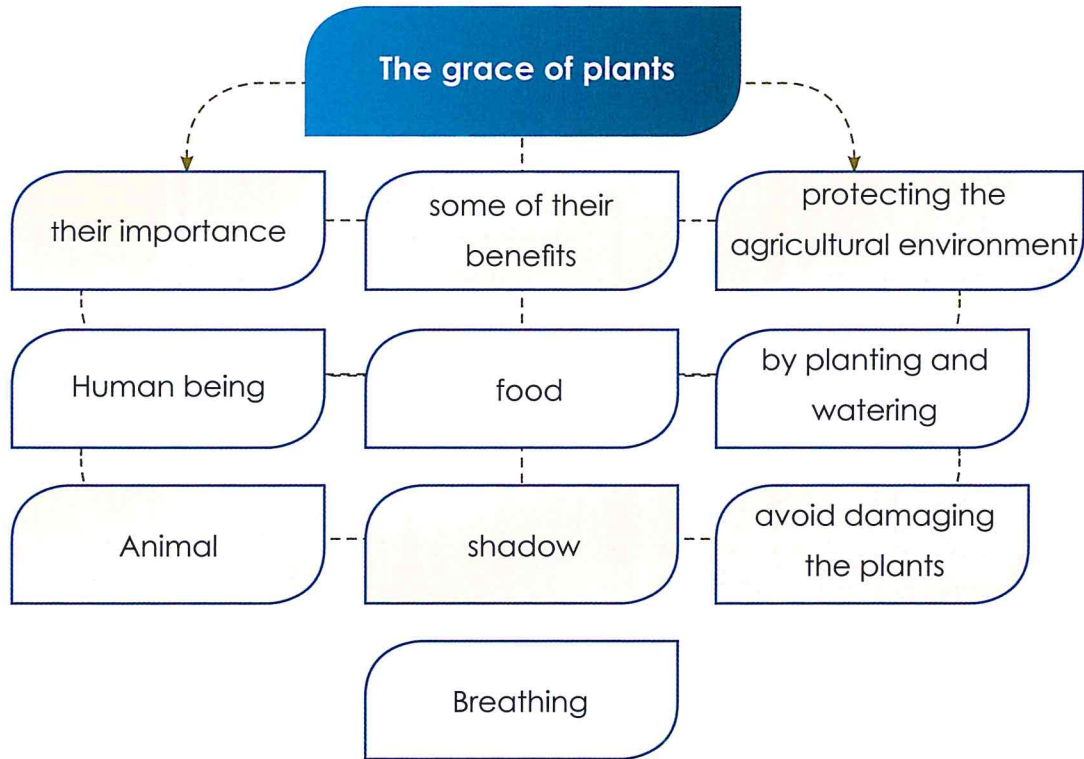 The grace of plants
their importance
some of their
benefits
protecting the
agricultural environment
Human being
food
by planting and
watering
Animal
shadow
avoid damaging
the plants
Breathing